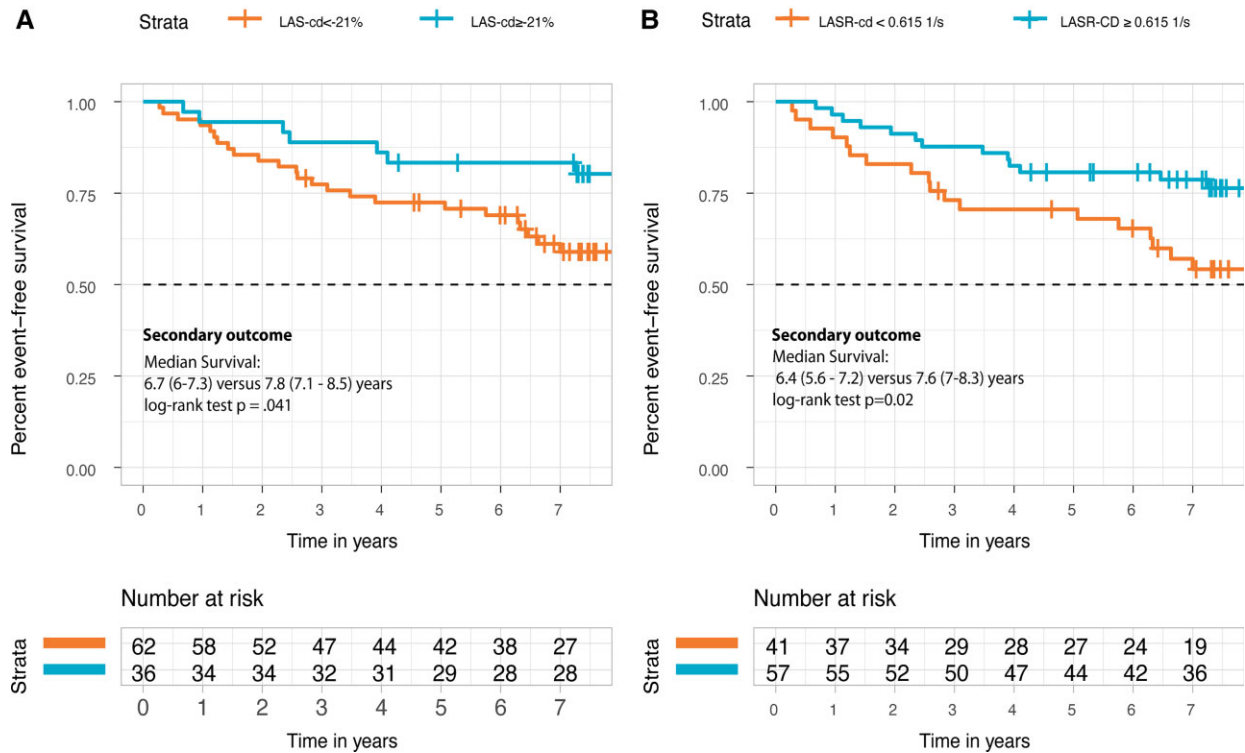 A
Strata
LAS-cd<-21%
LAS-cd≥-21%
Percent event–free survival
1.00
0.75
0.50
0.25
0.00
Secondary outcome
Median Survival:
6.7 (6-7.3) versus 7.8 (7.1 - 8.5) years
log-rank test p = .041
0 1 2 3 4 5 6 7
Time in years
Number at risk
Strata
62 58 52 47 44 42 38 27
36 34 34 32 31 29 28 28
0 1 2 3 4 5 6 7
Time in years
B
Strata
LASR-cd < 0.615 1/s
LASR-CD ≥ 0.615 1/s
Percent event–free survival
1.00
0.75
0.50
0.25
0.00
Secondary outcome
Median Survival:
6.4 (5.6 - 7.2) versus 7.6 (7-8.3) years
log-rank test p=0.02
0 1 2 3 4 5 6 7
Time in years
Number at risk
Strata
41 37 34 29 28 27 24 19
57 55 52 50 47 44 42 36
0 1 2 3 4 5 6 7
Time in years